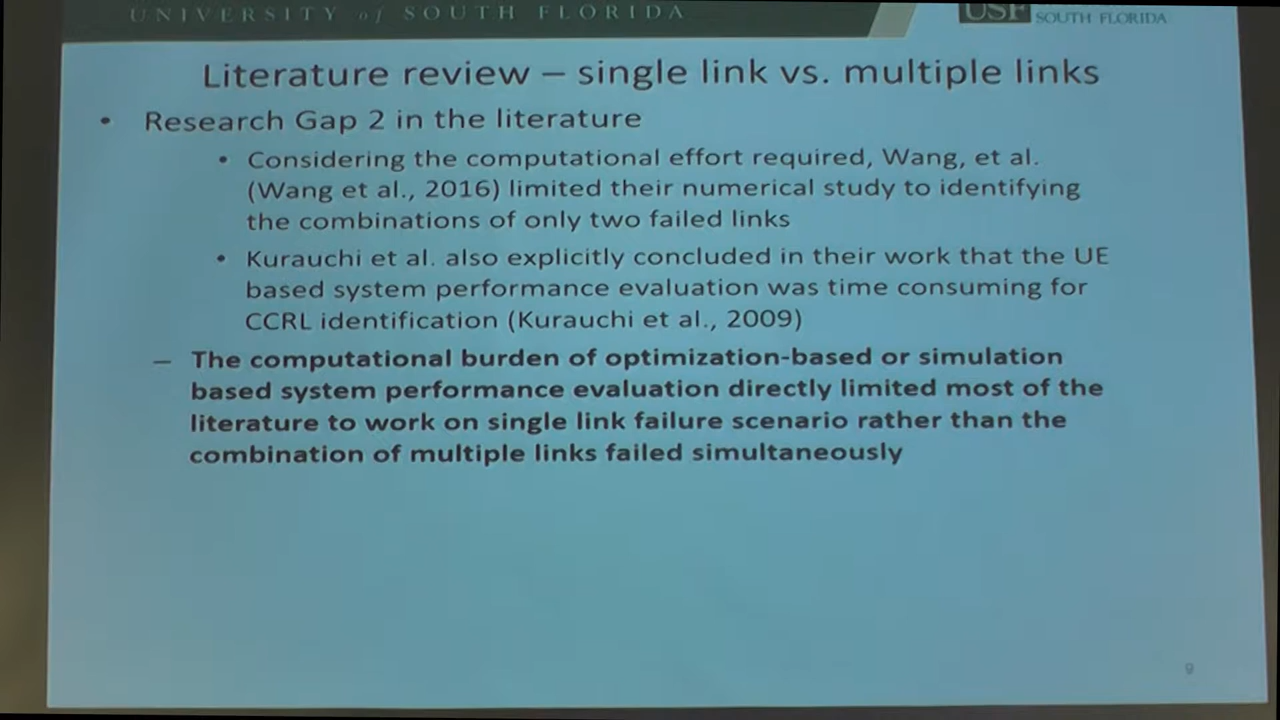 UNIVERSITY of SOUTH FLORIDA
USF SOUTH FLORIDA
Literature review – single link vs. multiple links
• Research Gap 2 in the literature
• Considering the computational effort required, Wang, et al.
(Wang et al., 2016) limited their numerical study to identifying
the combinations of only two failed links
• Kurauchi et al. also explicitly concluded in their work that the UE
based system performance evaluation was time consuming for
CCRL identification (Kurauchi et al., 2009)
– The computational burden of optimization-based or simulation
based system performance evaluation directly limited most of the
literature to work on single link failure scenario rather than the
combination of multiple links failed simultaneously
9